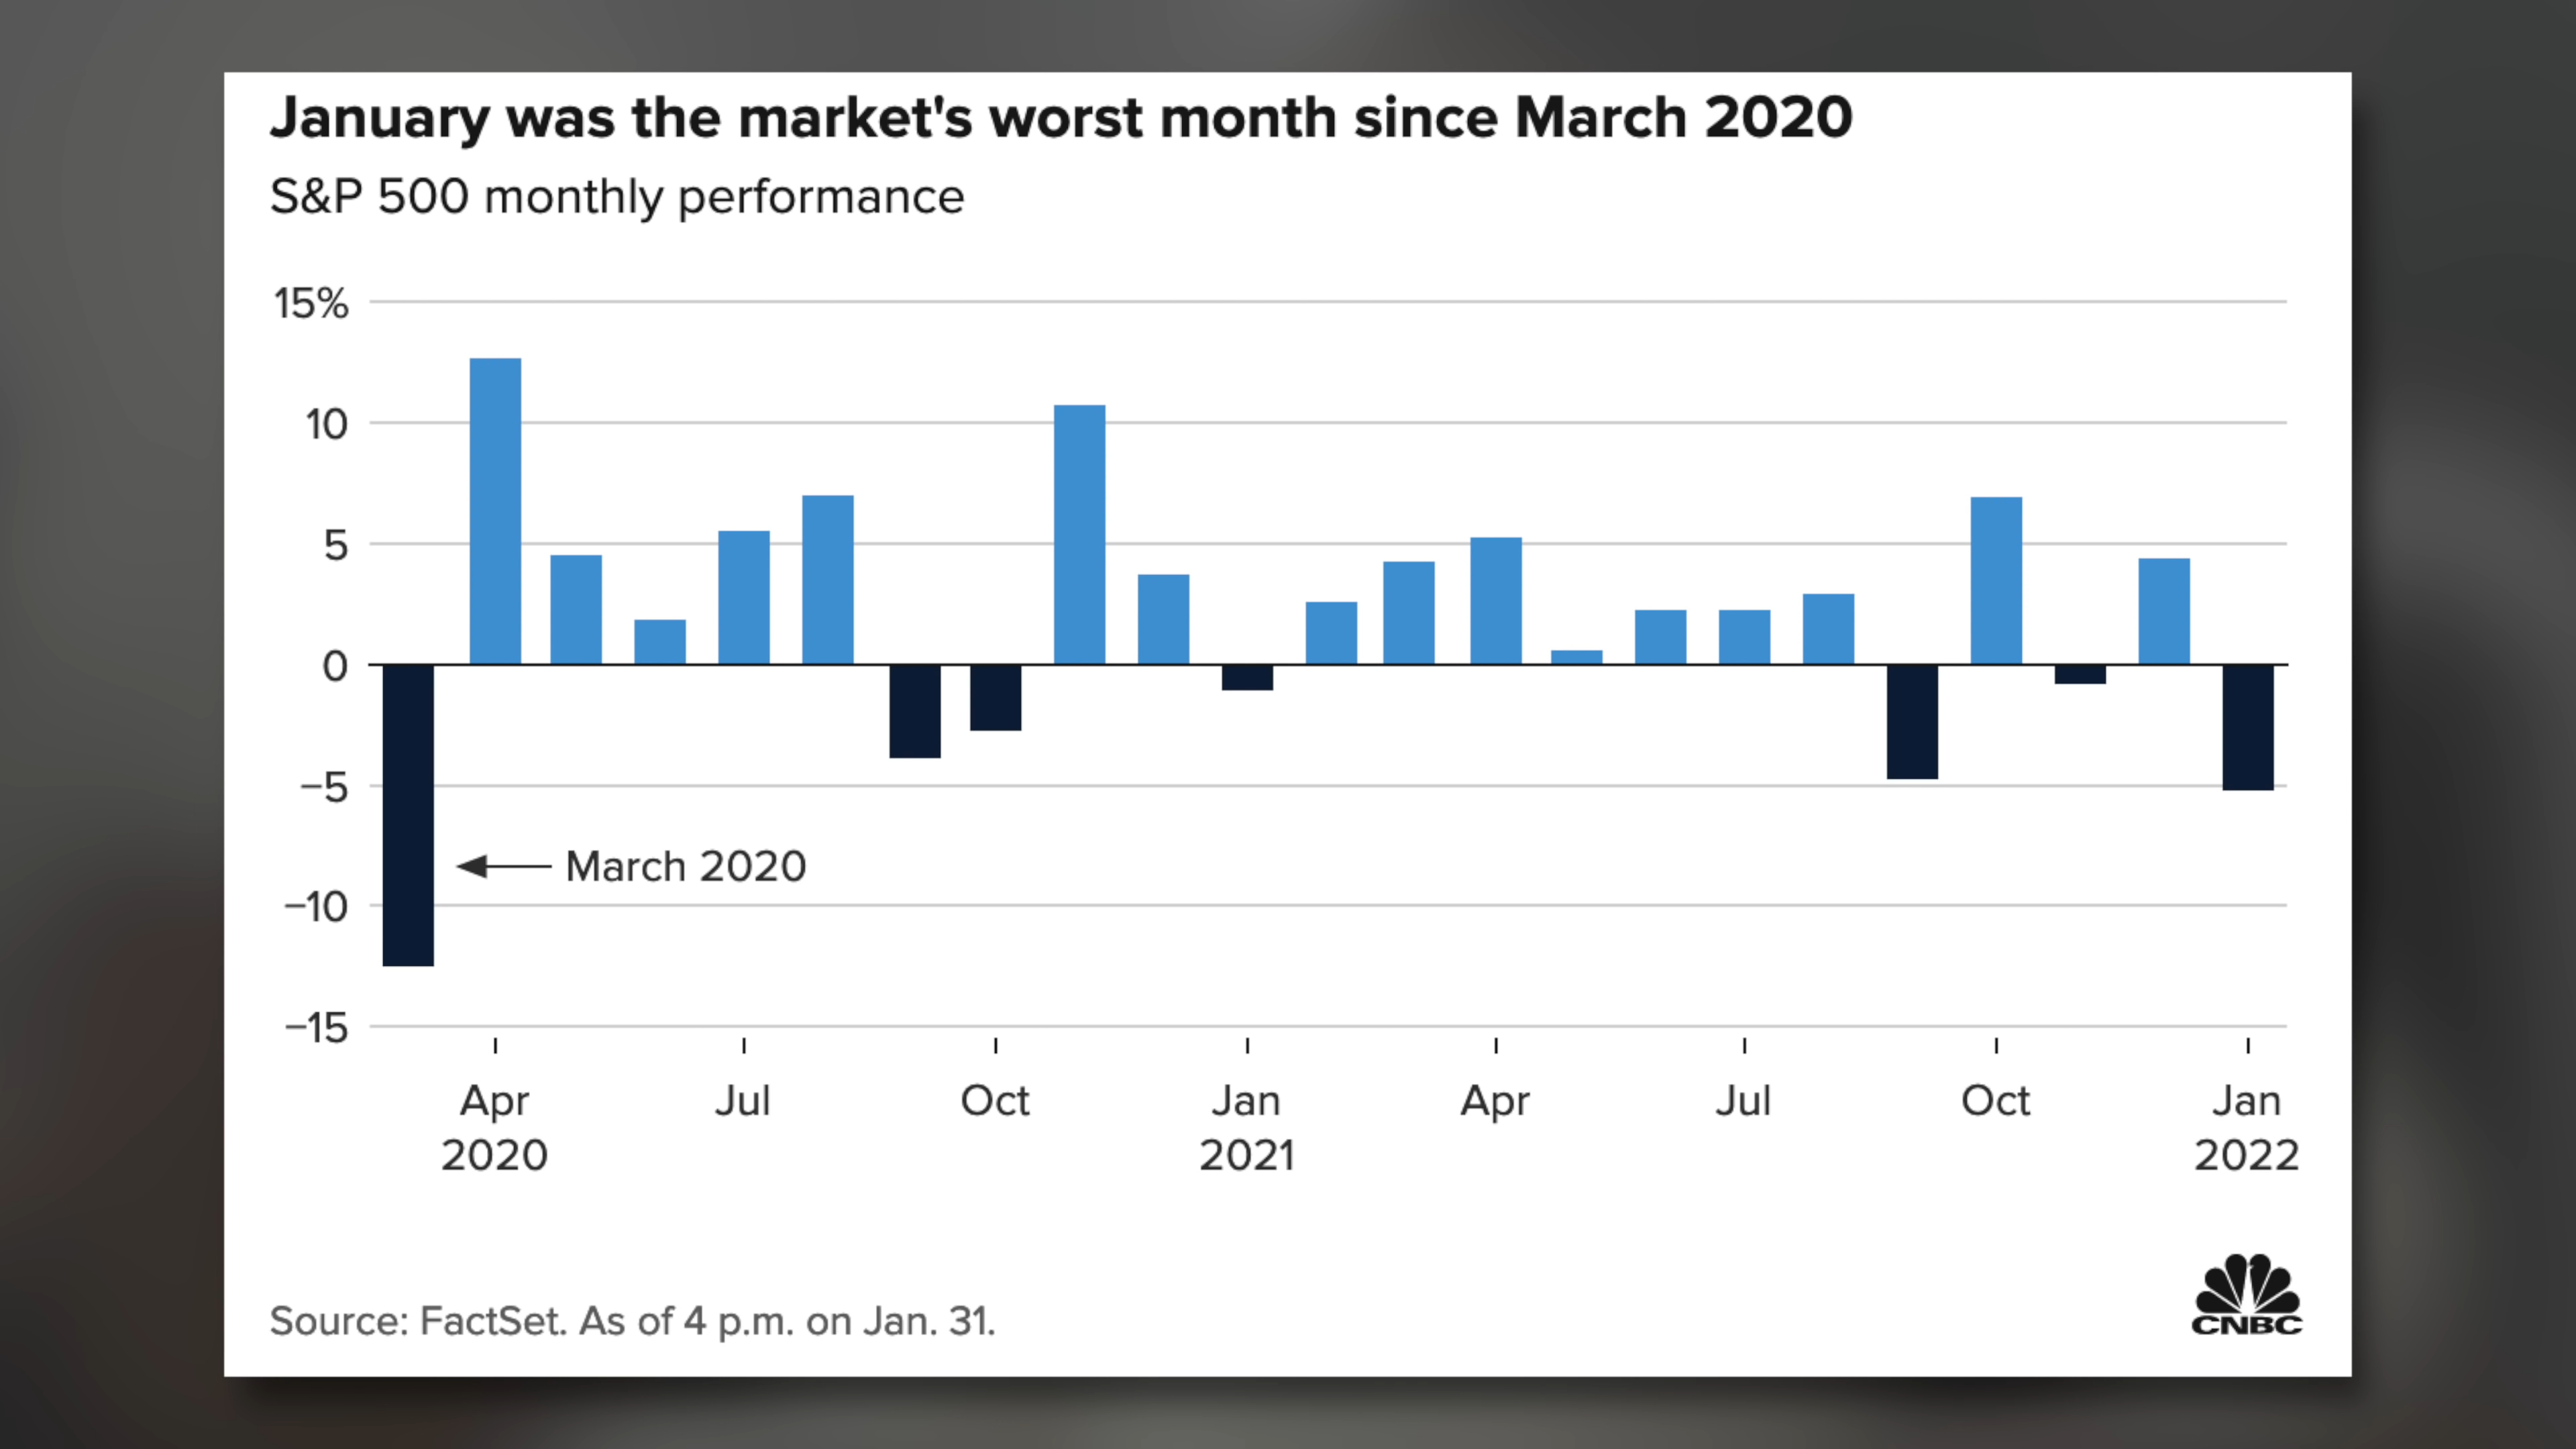 January was the market's worst month since March 2020
S&P 500 monthly performance
15%
10
5
0
−5
March 2020
−10
−15
Apr Jul Oct Jan Apr Jul Oct Jan
2020 2021 2022
Source: FactSet. As of 4 p.m. on Jan. 31.
CNBC